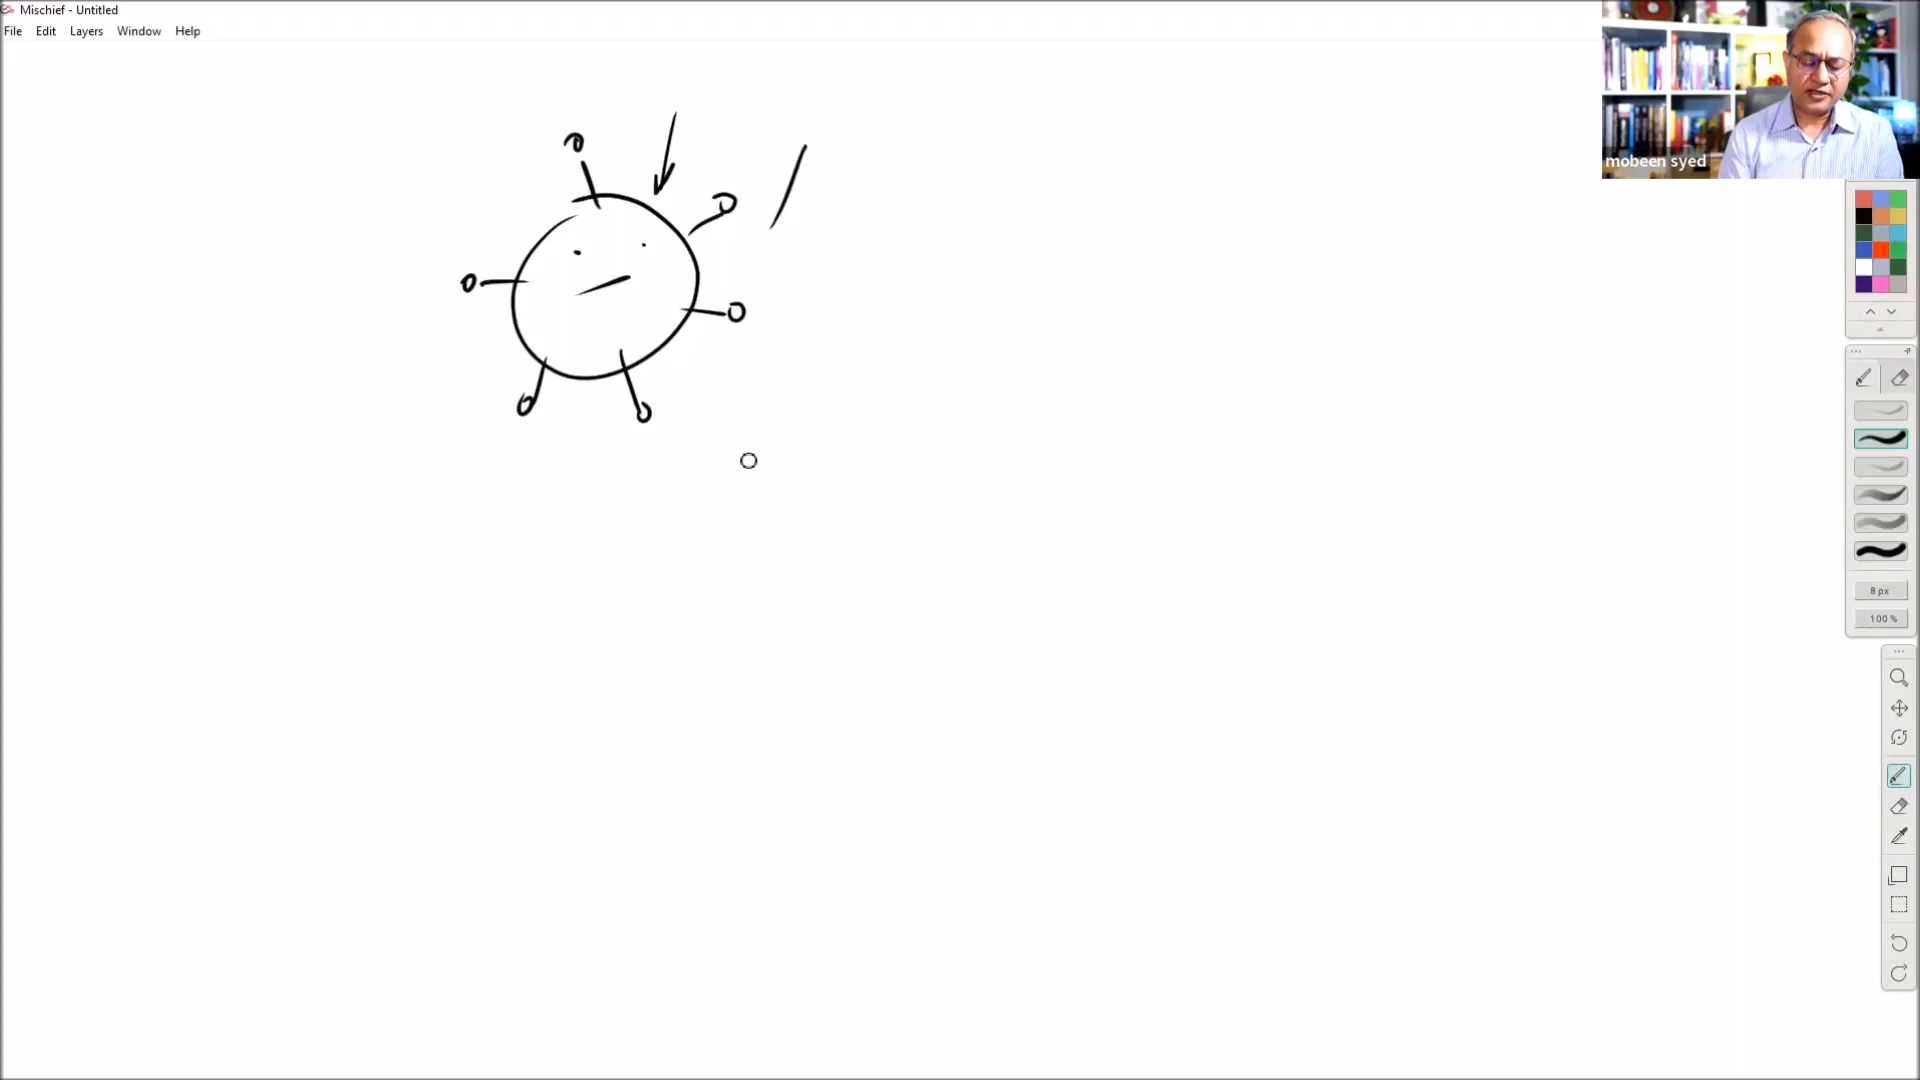 Mischief - Untitled
File Edit Layers Window Help
mobeen syed
8 px
100 %